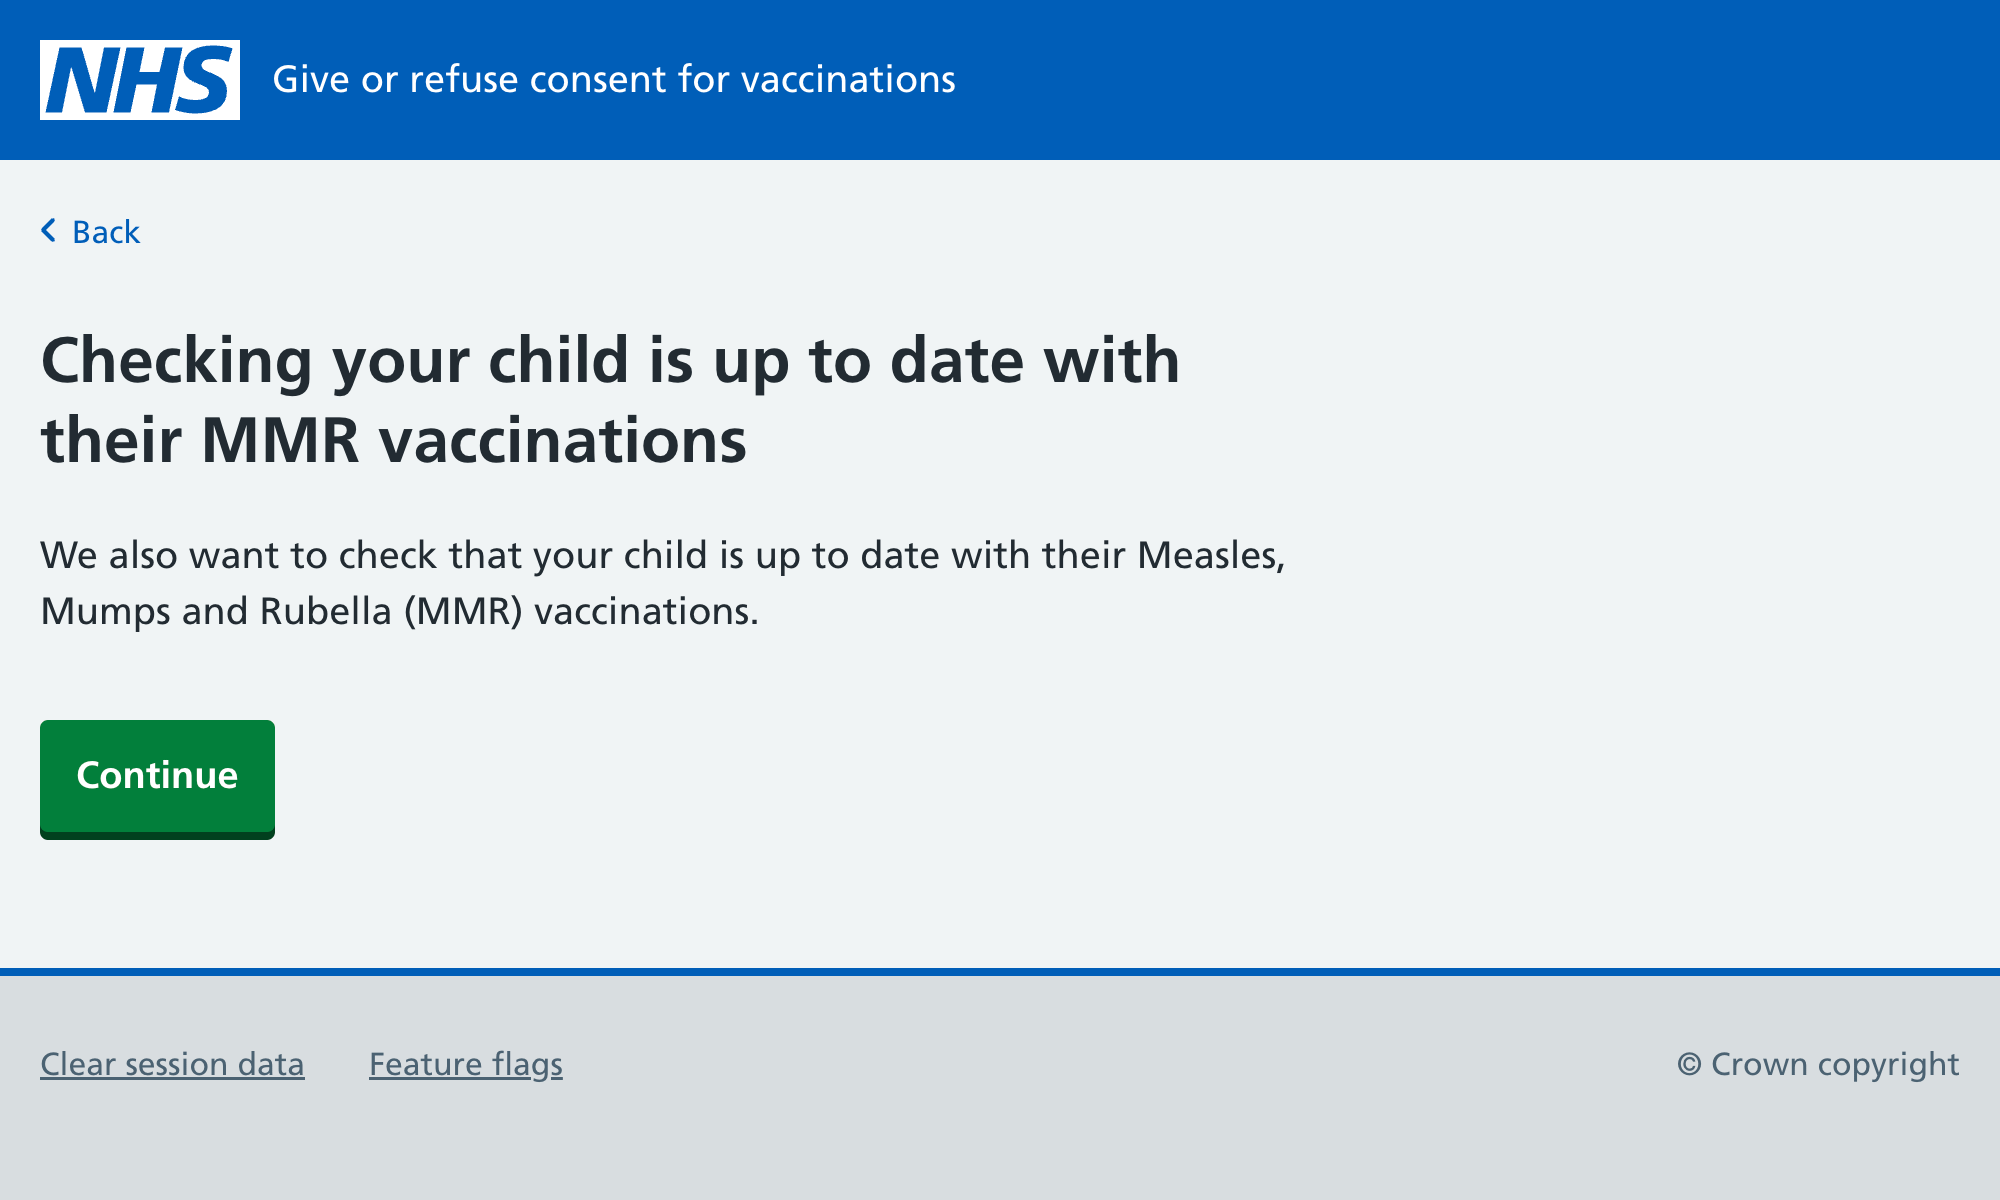 NHS
Give or refuse consent for vaccinations
Back
Checking your child is up to date with
their MMR vaccinations
We also want to check that your child is up to date with their Measles,
Mumps and Rubella (MMR) vaccinations.
Continue
Clear session data
Feature flags
© Crown copyright